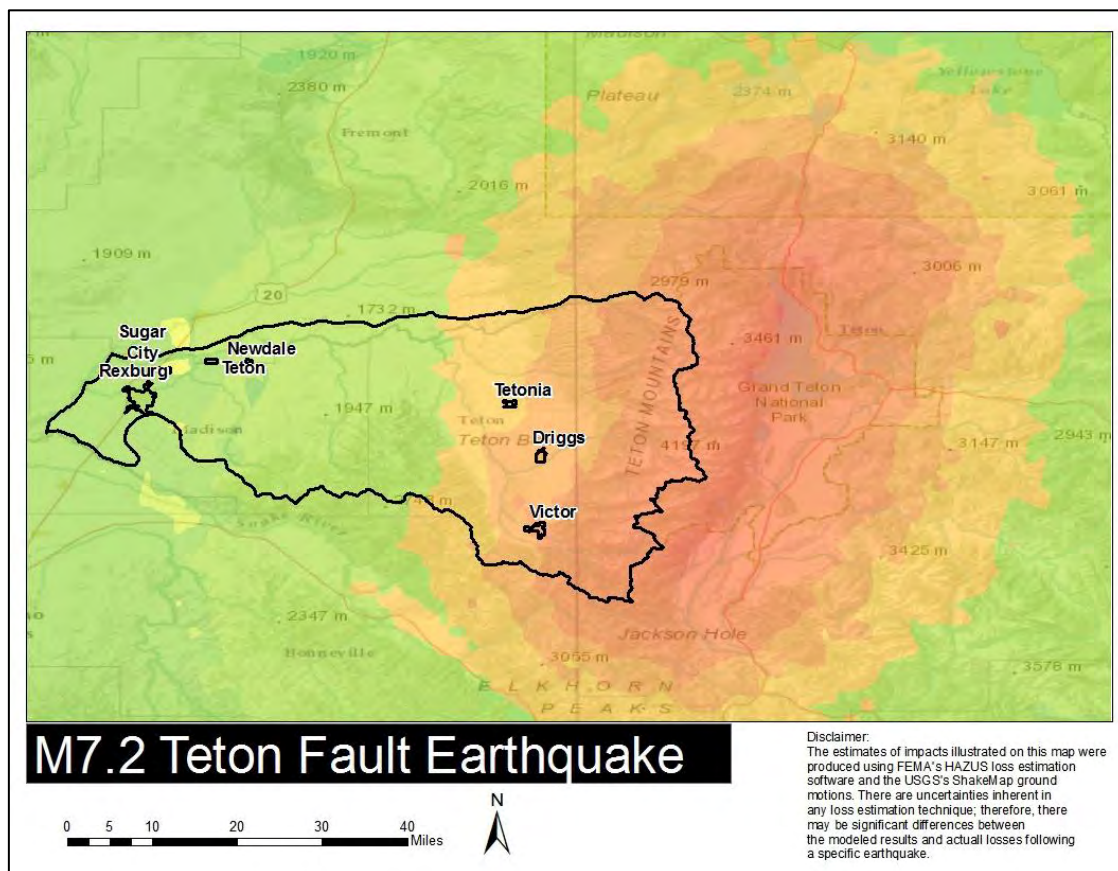 1920 m
2380 m
Fremont
Madison
Plateau
2374 m
Yellowstone
Lake
3140 m
2016 m
3061 m
1909 m
2979 m
3006 m
20
1732 m
Sugar
City
Rexburg
Newdale
Teton
3461 m
Teton
TETON MOUNTAINS
Grand Teton
National
Park
Tetonia
1947 m
Teton
Teton
Driggs
4197 m
2943 m
3147 m
Madison
Victor
Snake River
3425 m
2347 m
Bonneville
Jackson Hole
3055 m
3578 m
ELKHORN
PEAKS
M7.2 Teton Fault Earthquake
0 5 10 20 30 40
Miles
N
Disclaimer:
The estimates of impacts illustrated on this map were
produced using FEMA's HAZUS loss estimation
software and the USGS's ShakeMap ground
motions. There are uncertainties inherent in
any loss estimation technique; therefore, there
may be significant differences between
the modeled results and actuall losses following
a specific earthquake.